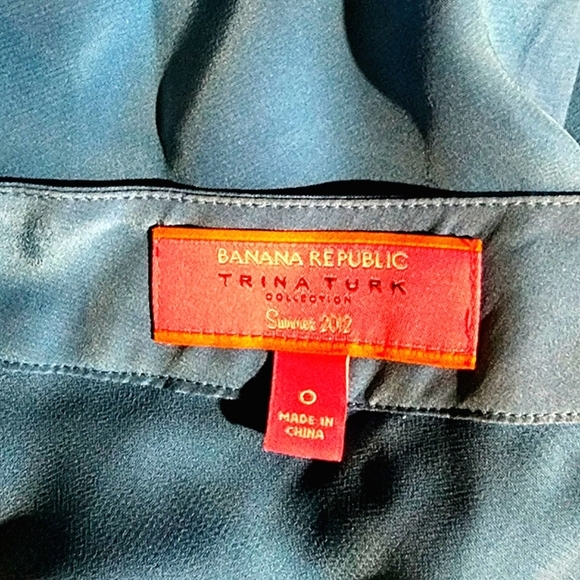 BANANA REPUBLIC
TRINA TURK
COLLECTION
Summer 2012
0
MADE IN
CHINA